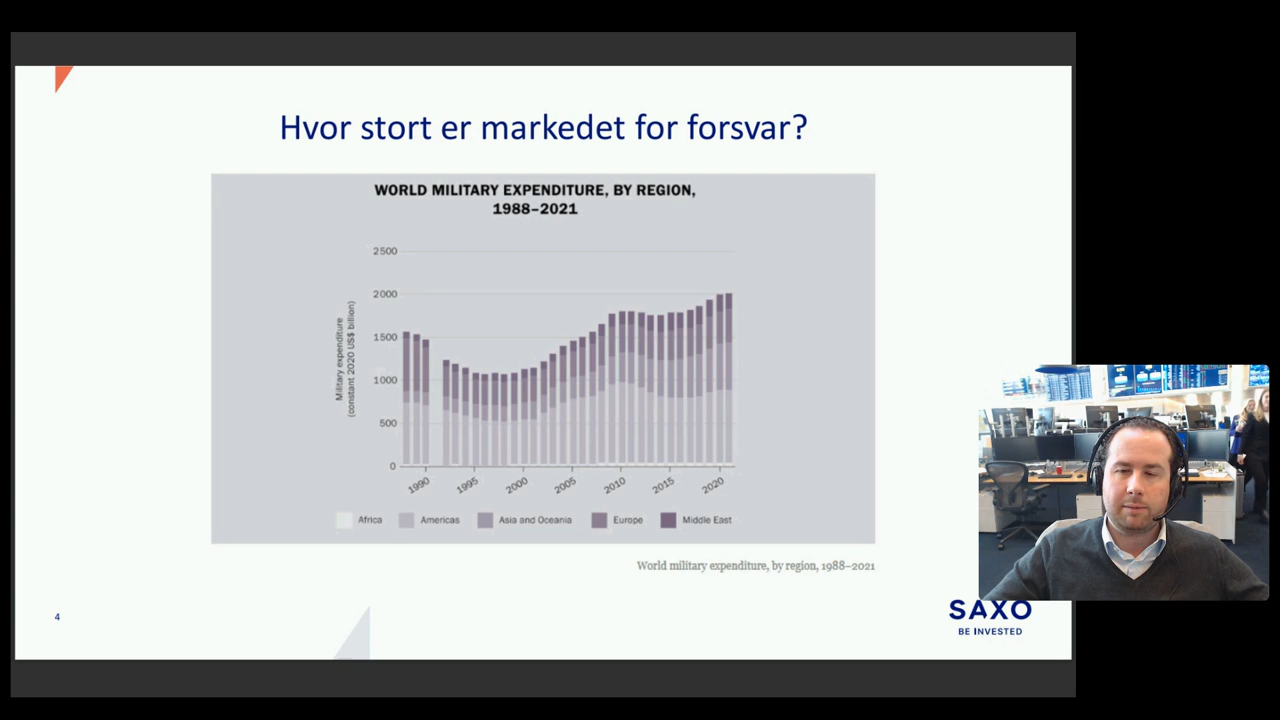 Hvor stort er markedet for forsvar?
WORLD MILITARY EXPENDITURE, BY REGION,
1988–2021
Military expenditure
(constant 2020 US$ billion)
2500
2000
1500
1000
500
0
1990 1995 2000 2005 2010 2015 2020
Africa Americas Asia and Oceania Europe Middle East
World military expenditure, by region, 1988–2021
4
SAXO
BE INVESTED